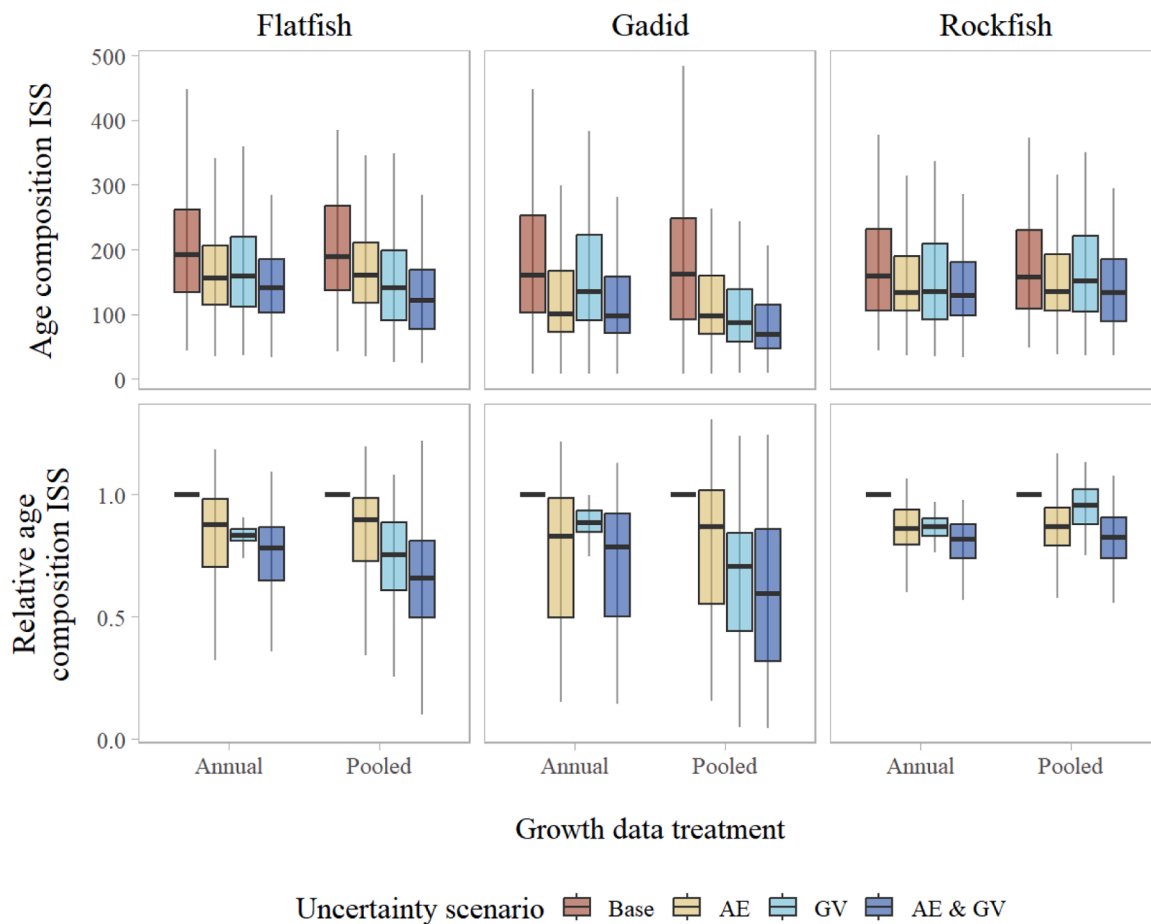 Flatfish Gadid Rockfish
Age composition ISS
500
400
300
200
100
0
Relative age
composition ISS
1.0
0.5
0.0
Annual Pooled Annual Pooled Annual Pooled
Growth data treatment
Uncertainty scenario Base AE GV AE & GV